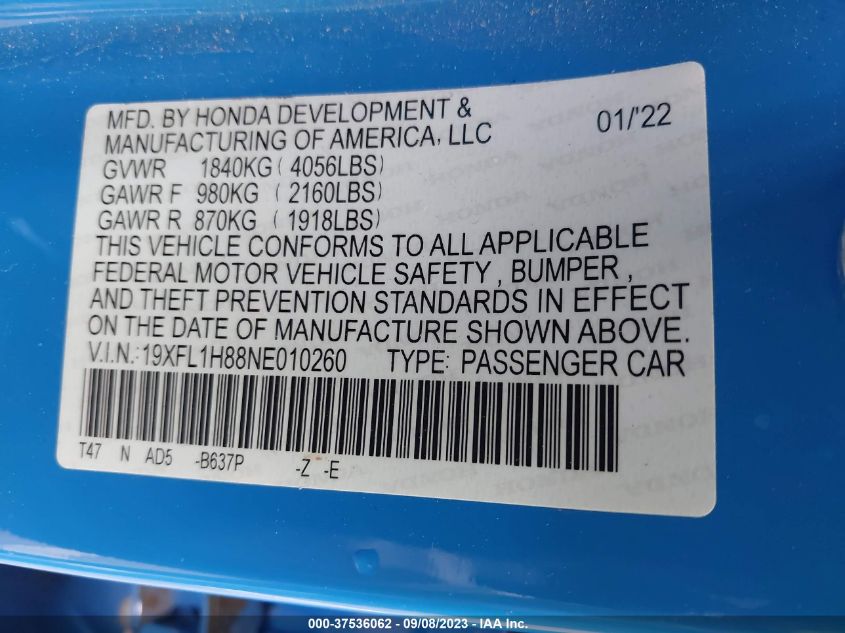 MFD. BY HONDA DEVELOPMENT &
MANUFACTURING OF AMERICA, LLC 01/'22
GVWR 1840KG ( 4056LBS)
GAWR F 980KG ( 2160LBS)
GAWR R 870KG ( 1918LBS)
THIS VEHICLE CONFORMS TO ALL APPLICABLE
FEDERAL MOTOR VEHICLE SAFETY , BUMPER ,
AND THEFT PREVENTION STANDARDS IN EFFECT
ON THE DATE OF MANUFACTURE SHOWN ABOVE.
V.I.N.:19XFL1H88NE010260 TYPE: PASSENGER CAR
T47 N AD5 -B637P -Z -E
000-37536062 - 09/08/2023 - IAA Inc.